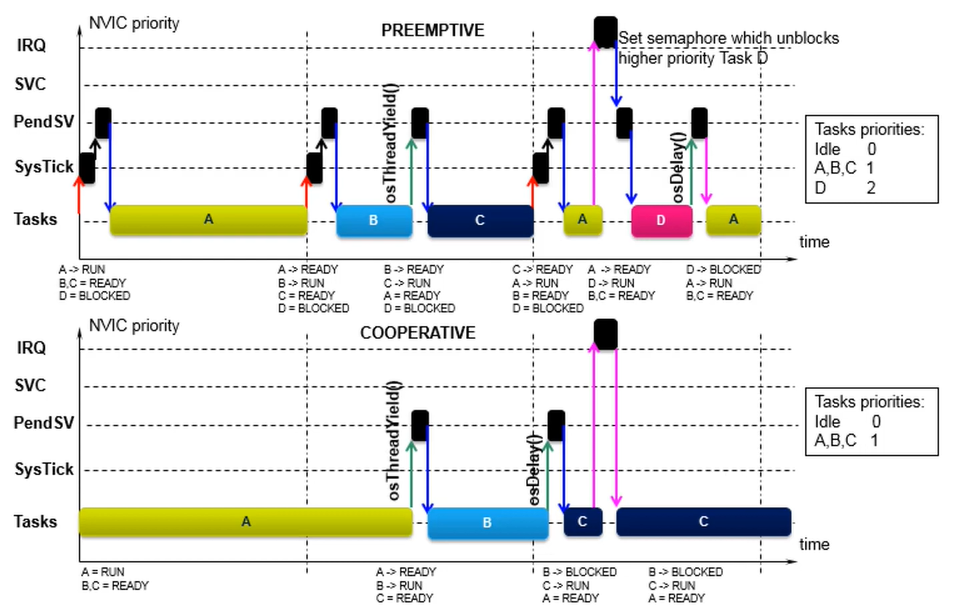 NVIC priority
PREEMPTIVE
IRQ
Set semaphore which unblocks
higher priority Task D
SVC
PendSV
osThreadYield()
osDelay()
SysTick
Tasks priorities:
Idle 0
A,B,C 1
D 2
Tasks
A
B
C
A
D
A
time
A -> RUN
B,C = READY
D = BLOCKED
A -> READY
B -> RUN
C = READY
D = BLOCKED
B -> READY
C -> RUN
A = READY
D = BLOCKED
C -> READY
A -> RUN
B = READY
D = BLOCKED
A -> READY
D -> RUN
B,C = READY
D -> BLOCKED
A -> RUN
B,C = READY
NVIC priority
COOPERATIVE
IRQ
SVC
PendSV
osThreadYield()
osDelay()
SysTick
Tasks priorities:
Idle 0
A,B,C 1
Tasks
A
B
C
C
time
A = RUN
B,C = READY
A -> READY
B -> RUN
C = READY
B -> BLOCKED
C -> RUN
A = READY
B -> BLOCKED
C -> RUN
A = READY